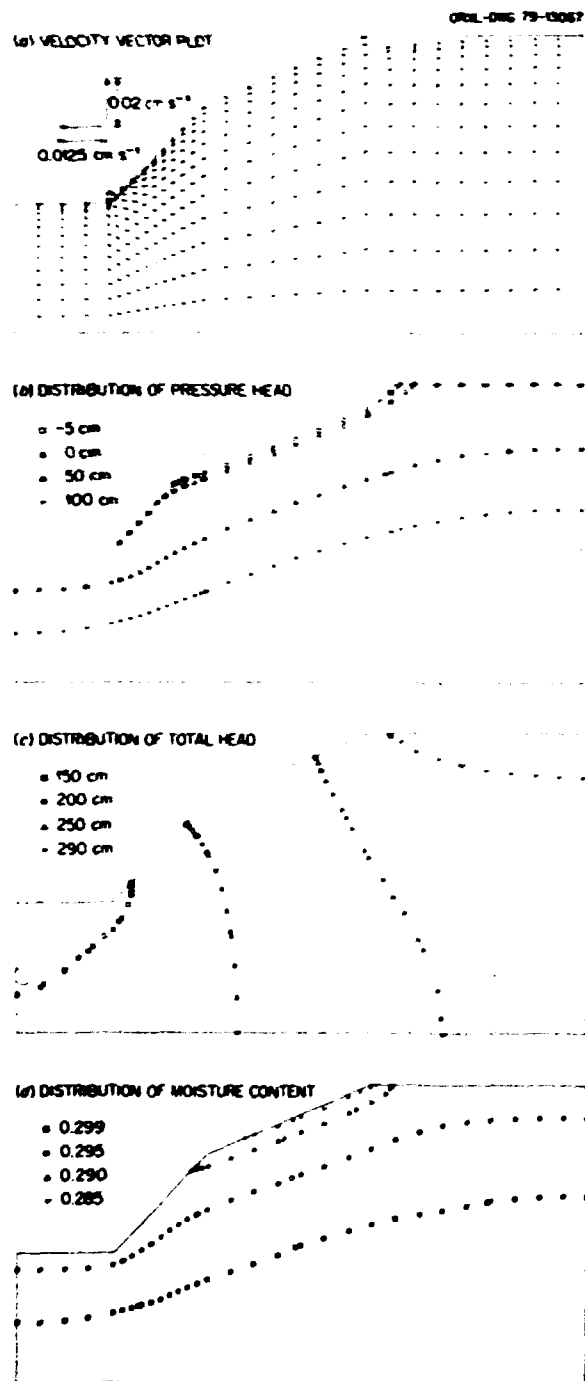 ORNL-DWG 79-13067
(a) VELOCITY VECTOR PLOT
0.02 cm s⁻¹
0.0125 cm s⁻¹
(b) DISTRIBUTION OF PRESSURE HEAD
-5 cm
0 cm
50 cm
100 cm
(c) DISTRIBUTION OF TOTAL HEAD
150 cm
200 cm
250 cm
290 cm
(d) DISTRIBUTION OF MOISTURE CONTENT
0.299
0.295
0.290
0.285